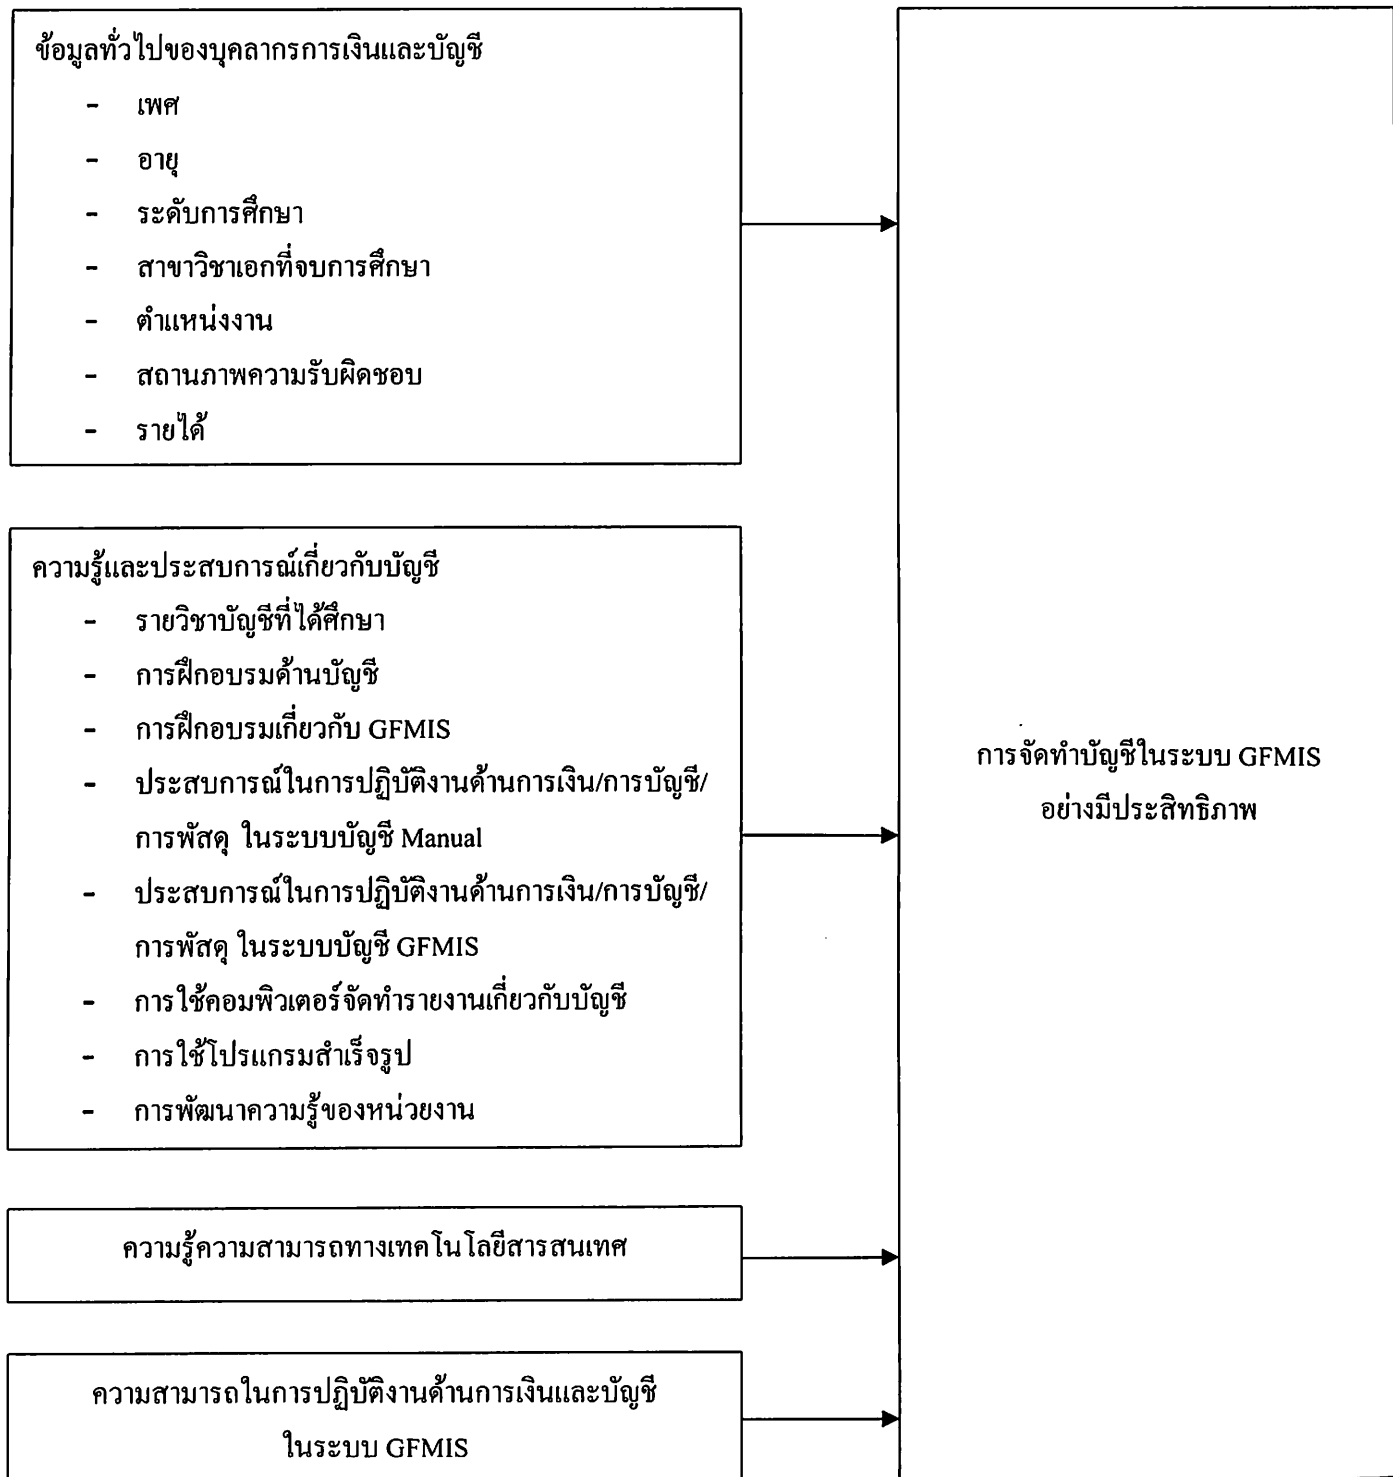 ข้อมูลทั่วไปของบุคลากรการเงินและบัญชี
- เพศ
- อายุ
- ระดับการศึกษา
- สาขาวิชาเอกที่จบการศึกษา
- ตำแหน่งงาน
- สถานภาพความรับผิดชอบ
- รายได้
ความรู้และประสบการณ์เกี่ยวกับบัญชี
- รายวิชาบัญชีที่ได้ศึกษา
- การฝึกอบรมด้านบัญชี
- การฝึกอบรมเกี่ยวกับ GFMIS
- ประสบการณ์ในการปฏิบัติงานด้านการเงิน/การบัญชี/
การพัสดุ ในระบบบัญชี Manual
- ประสบการณ์ในการปฏิบัติงานด้านการเงิน/การบัญชี/
การพัสดุ ในระบบบัญชี GFMIS
- การใช้คอมพิวเตอร์จัดทำรายงานเกี่ยวกับบัญชี
- การใช้โปรแกรมสำเร็จรูป
- การพัฒนาความรู้ของหน่วยงาน
ความรู้ความสามารถทางเทคโนโลยีสารสนเทศ
ความสามารถในการปฏิบัติงานด้านการเงินและบัญชี
ในระบบ GFMIS
การจัดทำบัญชีในระบบ GFMIS
อย่างมีประสิทธิภาพ